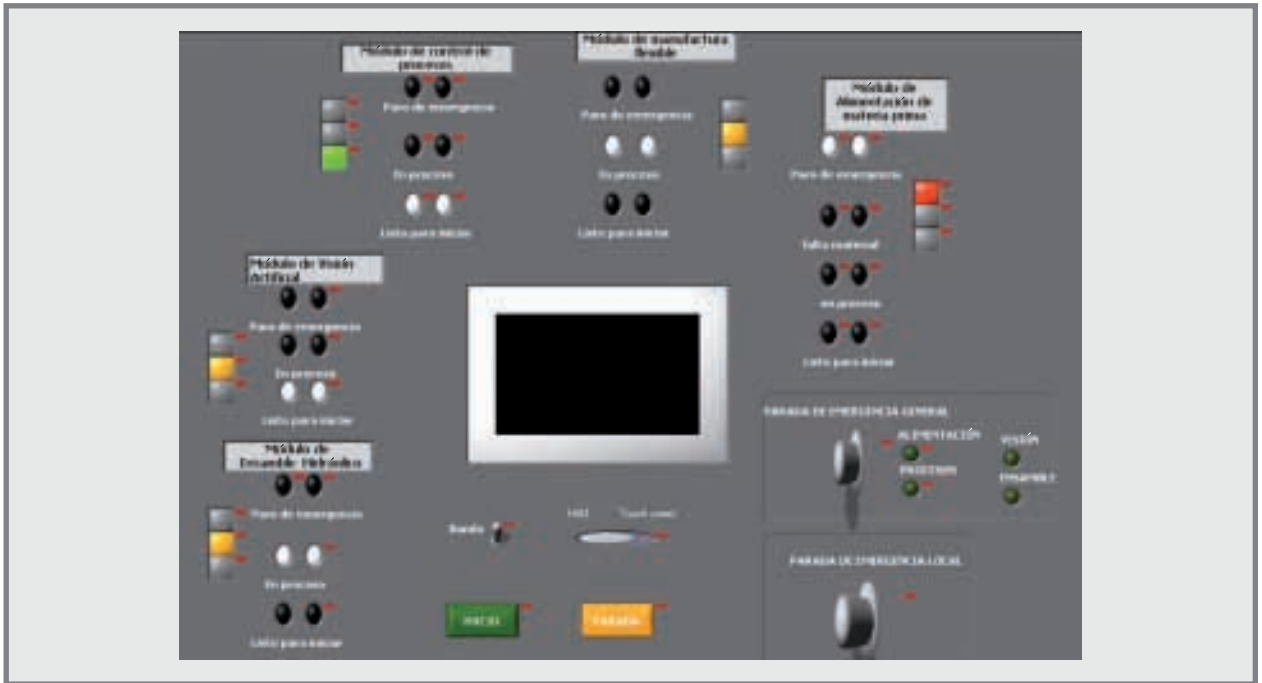 Módulo de control de
procesos
Paro de emergencia
En proceso
Listo para iniciar
Módulo de manufactura
flexible
Paro de emergencia
En proceso
Listo para iniciar
Módulo de
Alimentación de
materia prima
Paro de emergencia
falta material
en proceso
Listo para iniciar
Módulo de Visión
Artificial
Paro de emergencia
En proceso
Listo para iniciar
Módulo de
Ensamble Hidráulico
Paro de emergencia
En proceso
Listo para iniciar
Banda
HMI Touch
INICIO
PARADA
PARADA DE EMERGENCIA GENERAL
ALIMENTACIÓN
VISIÓN
ENSAMBLE
PARADA DE EMERGENCIA LOCAL